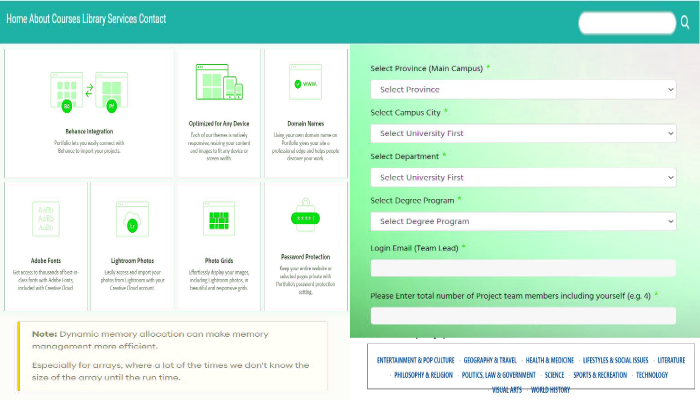 Home About Courses Library Services Contact
Behance Integration
Portfolio lets you easily connect with
Behance to import your projects.
Optimized for Any Device
Each of our themes is natively
responsive, resizing your content
and images to fit any device or
screen width.
WWW.
Domain Names
Using your own domain name on
Portfolio gives your site a
professional edge and helps people
discover your work.
AaBb
AaBb
AaBb
Adobe Fonts
Get access to thousands of best-in-
class fonts with Adobe Fonts,
included with Creative Cloud.
Lr
Lightroom Photos
Easily access and import your
photos from Lightroom with your
Creative Cloud account.
Photo Grids
Effortlessly display your images,
including Lightroom photos, in
beautiful and responsive grids.
Password Protection
Keep your entire website or
selected pages private with
Portfolio's password protection
setting.
Note: Dynamic memory allocation can make memory
management more efficient.
Especially for arrays, where a lot of the times we don't know the
size of the array until the run time.
Select Province (Main Campus) *
Select Province
Select Campus City *
Select University First
Select Department *
Select University First
Select Degree Program *
Select Degree Program
Login Email (Team Lead) *
Please Enter total number of Project team members including yourself (e.g. 4) *
ENTERTAINMENT & POP CULTURE · GEOGRAPHY & TRAVEL · HEALTH & MEDICINE · LIFESTYLES & SOCIAL ISSUES · LITERATURE
· PHILOSOPHY & RELIGION · POLITICS, LAW & GOVERNMENT · SCIENCE · SPORTS & RECREATION · TECHNOLOGY
· VISUAL ARTS · WORLD HISTORY